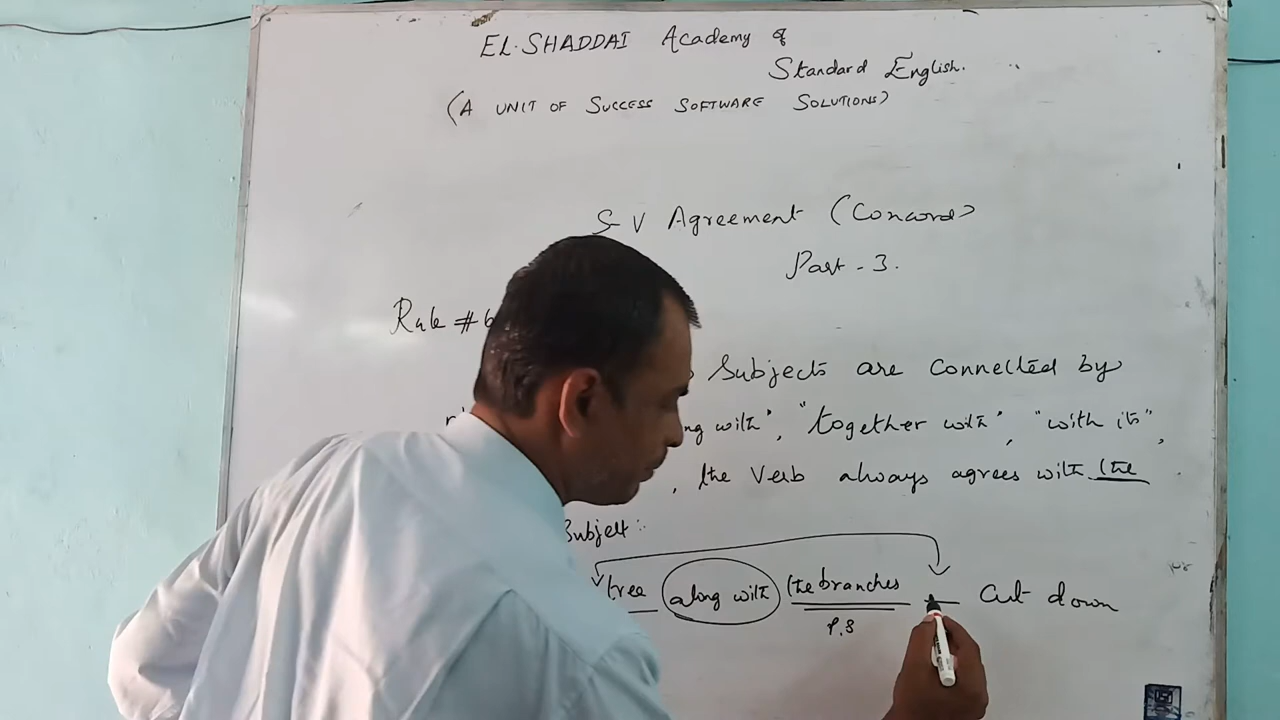 EL-SHADDAI Academy of
Standard English.
(A UNIT OF SUCCESS SOFTWARE SOLUTIONS)
S-V Agreement (Concord)
Part - 3.
Rule #6
Subjects are connected by
with", "together with", "with it",
, the Verb always agrees with the
Subject:-
tree along with the branches — cut down
P.S